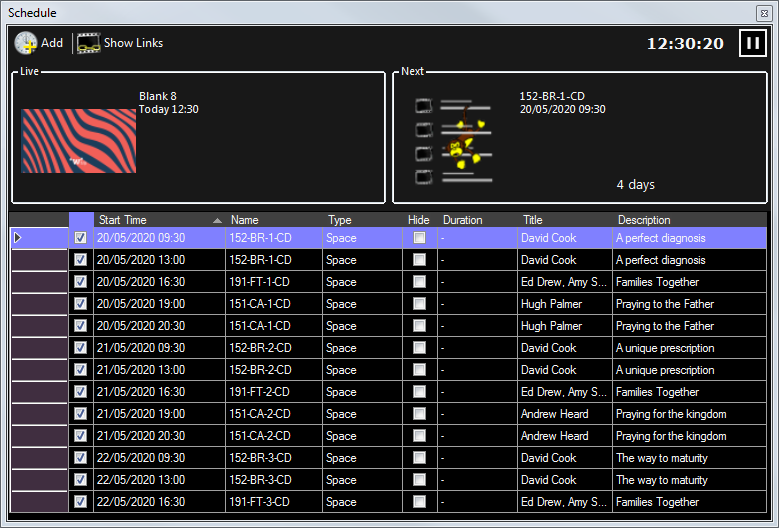 Schedule
Add Show Links 12:30:20
Live
Blank 8
Today 12:30
Next
152-BR-1-CD
20/05/2020 09:30
4 days
Start Time Name Type Hide Duration Title Description
20/05/2020 09:30 152-BR-1-CD Space - David Cook A perfect diagnosis
20/05/2020 13:00 152-BR-1-CD Space - David Cook A perfect diagnosis
20/05/2020 16:30 191-FT-1-CD Space - Ed Drew, Amy S... Families Together
20/05/2020 19:00 151-CA-1-CD Space - Hugh Palmer Praying to the Father
20/05/2020 20:30 151-CA-1-CD Space - Hugh Palmer Praying to the Father
21/05/2020 09:30 152-BR-2-CD Space - David Cook A unique prescription
21/05/2020 13:00 152-BR-2-CD Space - David Cook A unique prescription
21/05/2020 16:30 191-FT-2-CD Space - Ed Drew, Amy S... Families Together
21/05/2020 19:00 151-CA-2-CD Space - Andrew Heard Praying for the kingdom
21/05/2020 20:30 151-CA-2-CD Space - Andrew Heard Praying for the kingdom
22/05/2020 09:30 152-BR-3-CD Space - David Cook The way to maturity
22/05/2020 13:00 152-BR-3-CD Space - David Cook The way to maturity
22/05/2020 16:30 191-FT-3-CD Space - Ed Drew, Amy S... Families Together